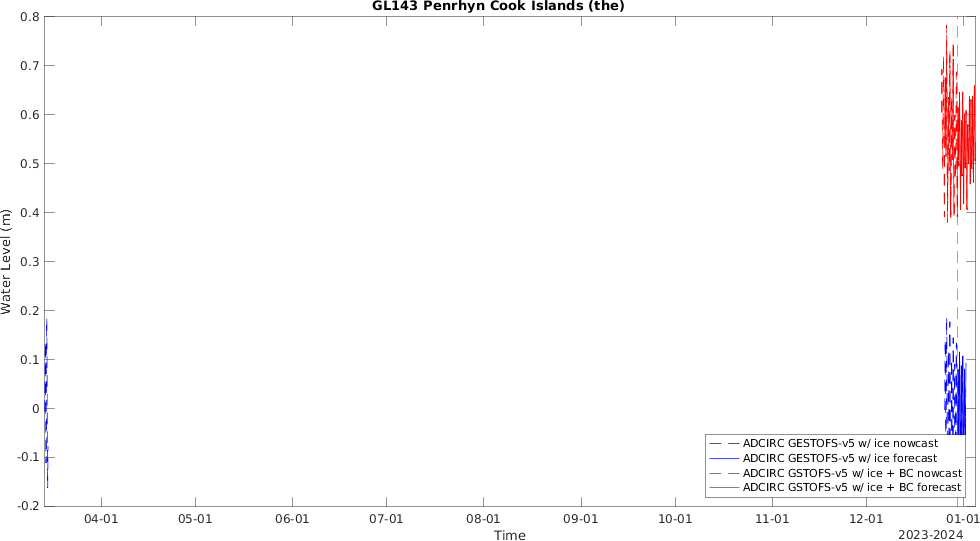 GL143 Penrhyn Cook Islands (the)
Water Level (m)
0.8
0.7
0.6
0.5
0.4
0.3
0.2
0.1
0
-0.1
-0.2
ADCIRC GESTOFS-v5 w/ ice nowcast
ADCIRC GESTOFS-v5 w/ ice forecast
ADCIRC GSTOFS-v5 w/ ice + BC nowcast
ADCIRC GSTOFS-v5 w/ ice + BC forecast
04-01 05-01 06-01 07-01 08-01 09-01 10-01 11-01 12-01 01-01
Time
2023-2024